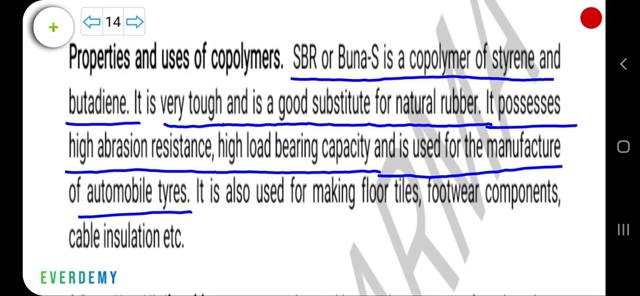 14
Properties and uses of copolymers. SBR or Buna-S is a copolymer of styrene and
butadiene. It is very tough and is a good substitute for natural rubber. It possesses
high abrasion resistance, high load bearing capacity and is used for the manufacture
of automobile tyres. It is also used for making floor tiles, footwear components,
cable insulation etc.
ARMA
EVERDEMY